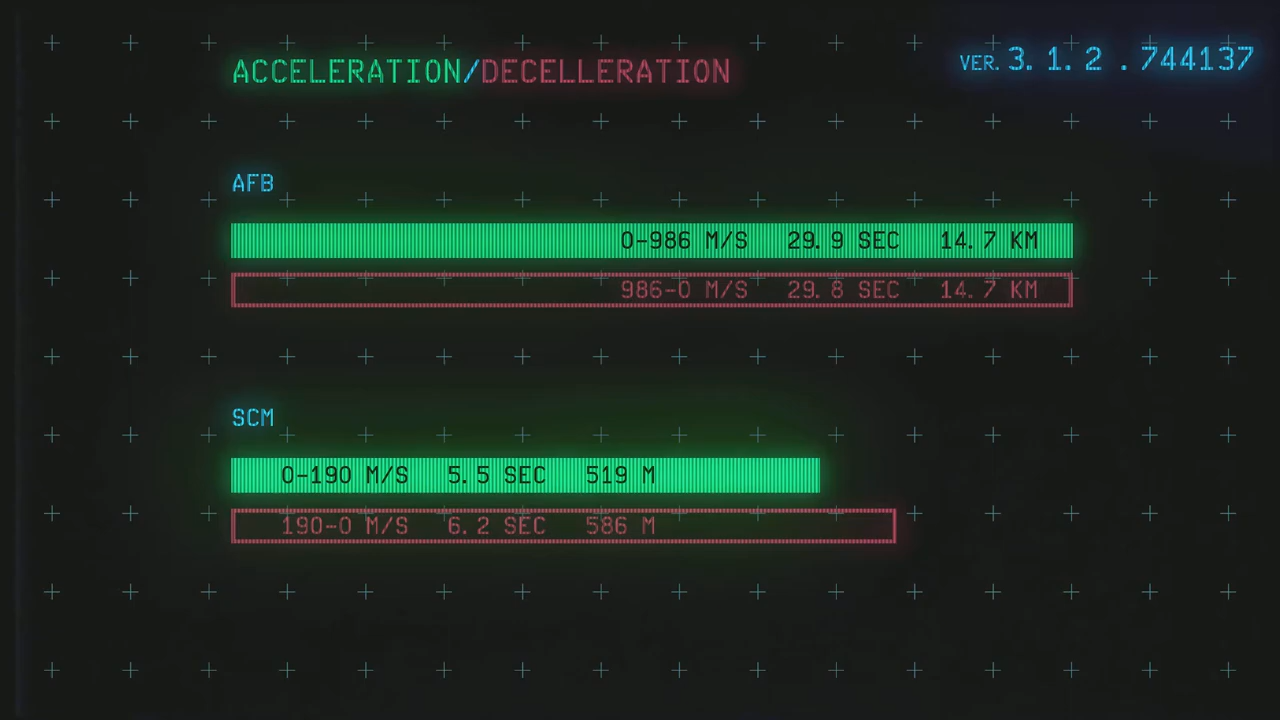 ACCELERATION/DECELLERATION
VER. 3.1.2.744137
AFB
0-986 M/S 29.9 SEC 14.7 KM
986-0 M/S 29.8 SEC 14.7 KM
SCM
0-190 M/S 5.5 SEC 519 M
190-0 M/S 6.2 SEC 586 M